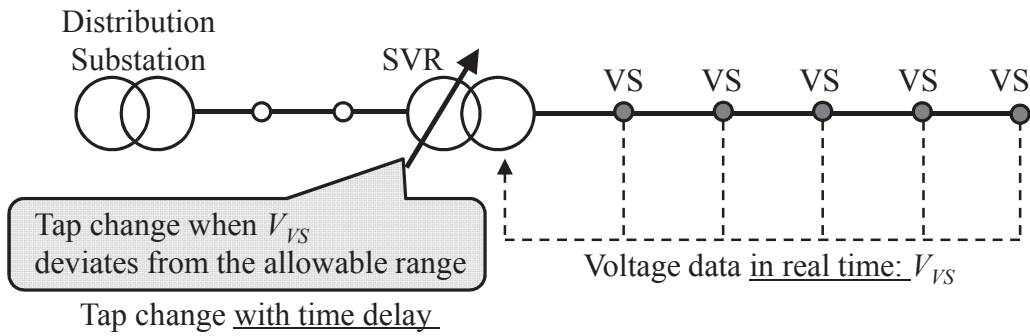 Distribution
Substation
SVR
VS VS VS VS VS
Tap change when V_VS
deviates from the allowable range
Voltage data in real time: V_VS
Tap change with time delay